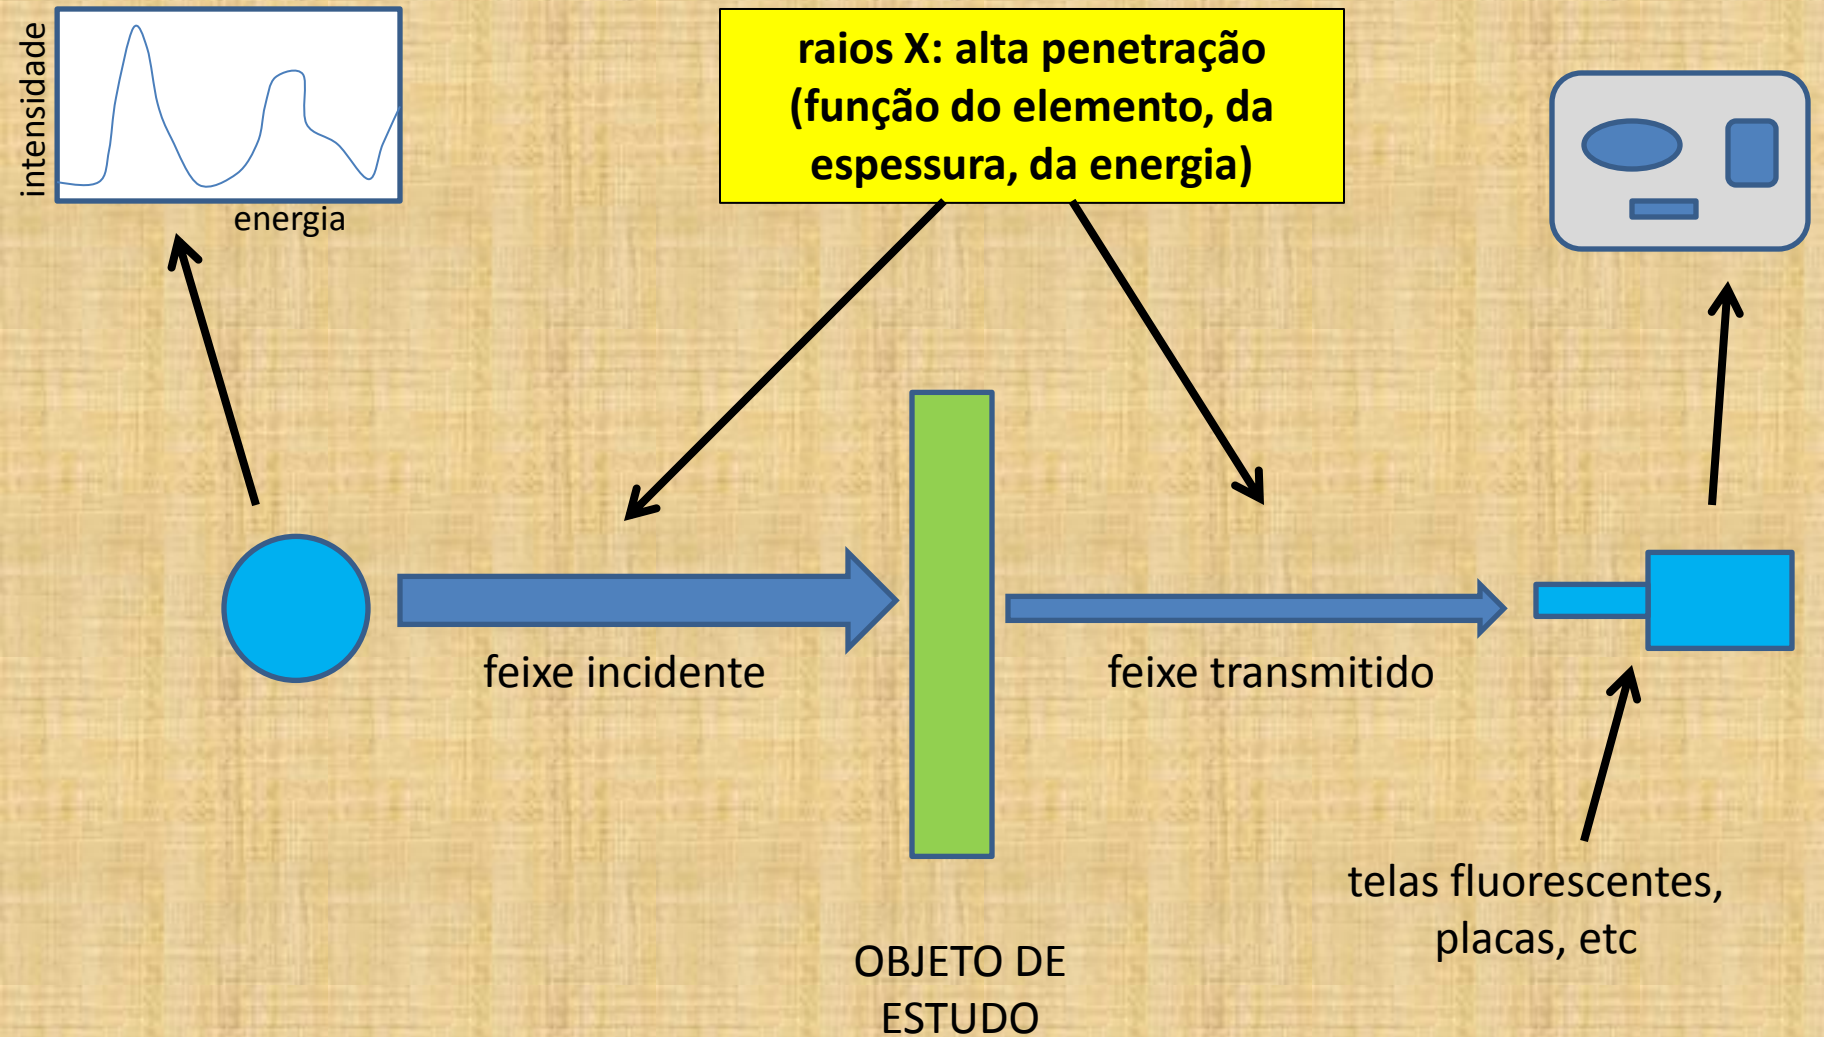 intensidade
energia
raios X: alta penetração
(função do elemento, da
espessura, da energia)
feixe incidente
feixe transmitido
telas fluorescentes,
placas, etc
OBJETO DE
ESTUDO